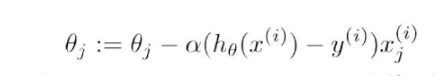 θ_j := θ_j − α(h_θ(x^{(i)}) − y^{(i)})x_j^{(i)}